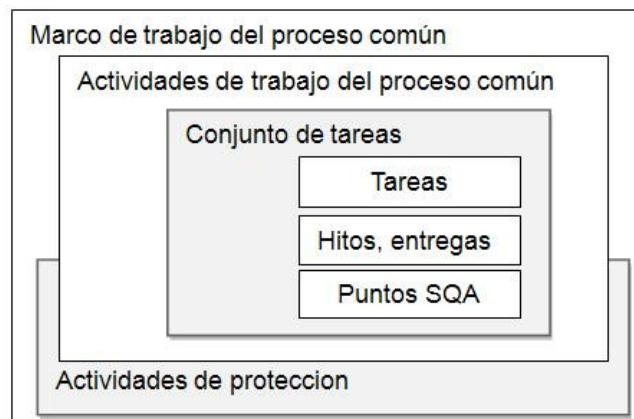 Marco de trabajo del proceso común
Actividades de trabajo del proceso común
Conjunto de tareas
Tareas
Hitos, entregas
Puntos SQA
Actividades de proteccion